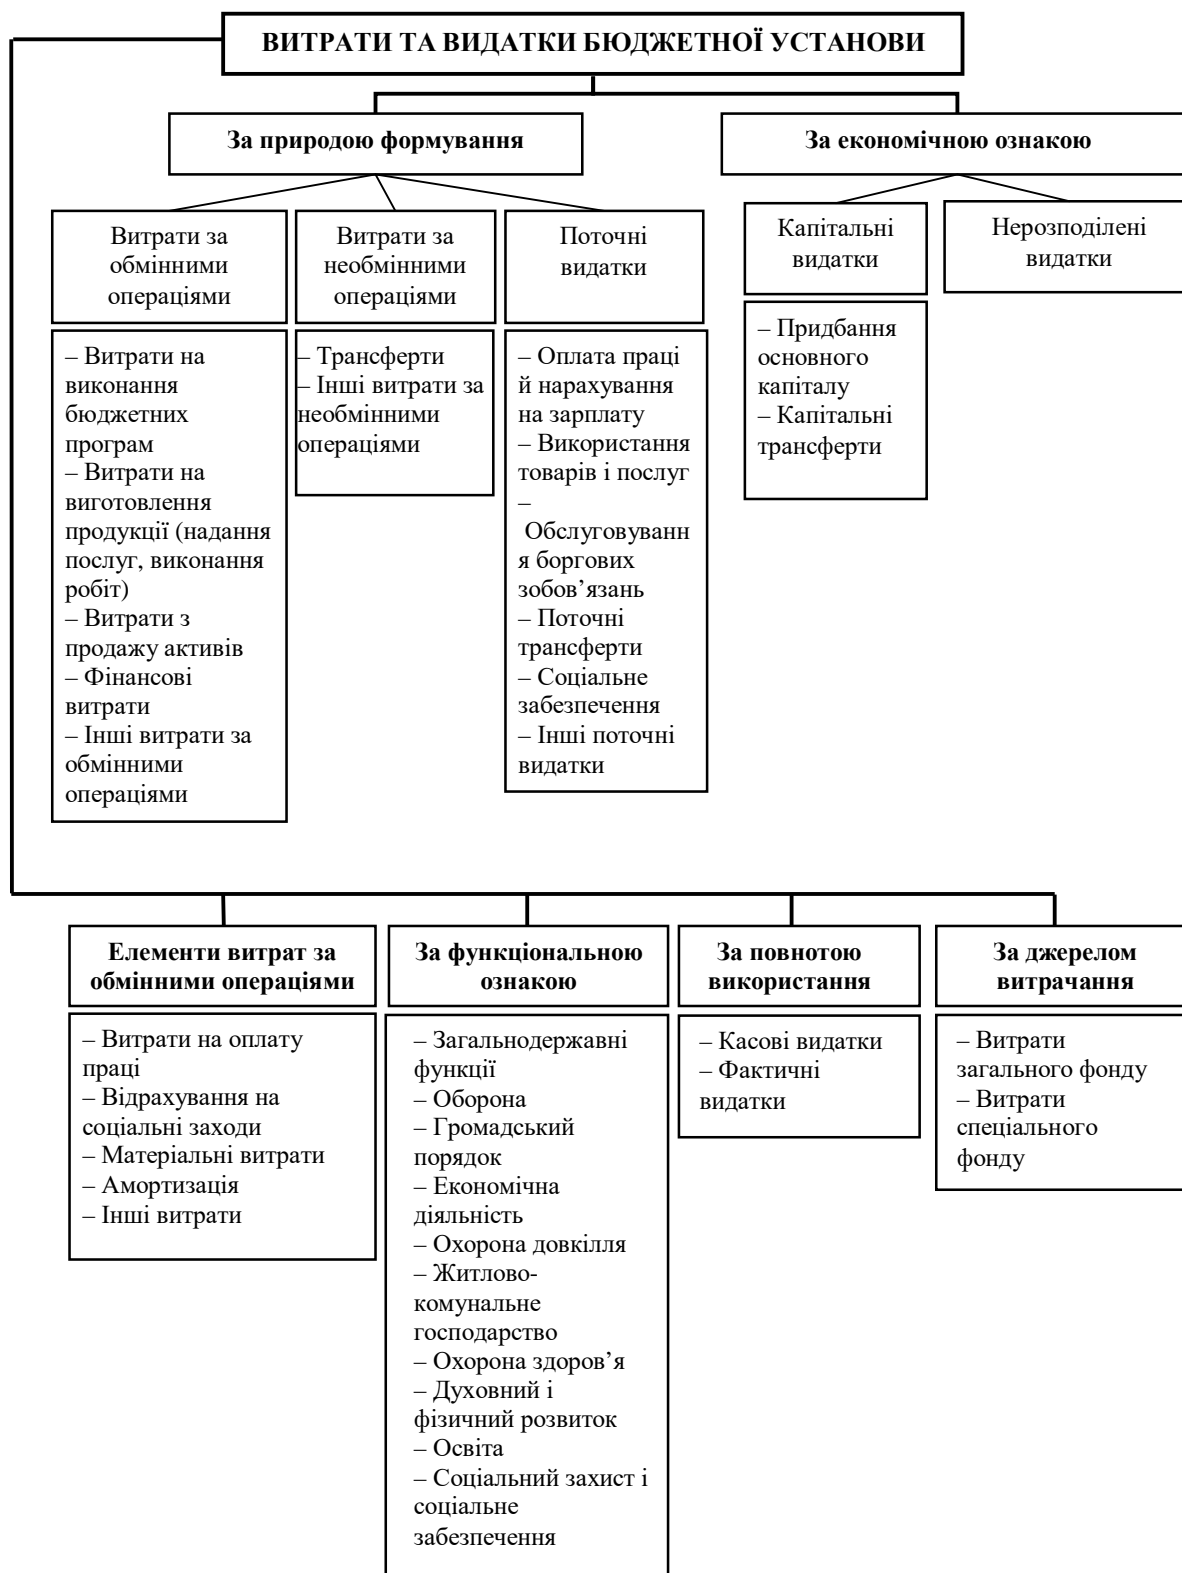 ВИТРАТИ ТА ВИДАТКИ БЮДЖЕТНОЇ УСТАНОВИ
За природою формування
За економічною ознакою
Витрати за
обмінними
операціями
Витрати за
необмінними
операціями
Поточні
видатки
Капітальні
видатки
Нерозподілені
видатки
– Витрати на
виконання
бюджетних
програм
– Витрати на
виготовлення
продукції (надання
послуг, виконання
робіт)
– Витрати з
продажу активів
– Фінансові
витрати
– Інші витрати за
обмінними
операціями
– Трансферти
– Інші витрати за
необмінними
операціями
– Оплата праці
й нарахування
на зарплату
– Використання
товарів і послуг
–
Обслуговуванн
я боргових
зобов’язань
– Поточні
трансферти
– Соціальне
забезпечення
– Інші поточні
видатки
– Придбання
основного
капіталу
– Капітальні
трансферти
Елементи витрат за
обмінними операціями
За функціональною
ознакою
За повнотою
використання
За джерелом
витрачання
– Витрати на оплату
праці
– Відрахування на
соціальні заходи
– Матеріальні витрати
– Амортизація
– Інші витрати
– Загальнодержавні
функції
– Оборона
– Громадський
порядок
– Економічна
діяльність
– Охорона довкілля
– Житлово-
комунальне
господарство
– Охорона здоров’я
– Духовний і
фізичний розвиток
– Освіта
– Соціальний захист і
соціальне
забезпечення
– Касові видатки
– Фактичні
видатки
– Витрати
загального фонду
– Витрати
спеціального
фонду